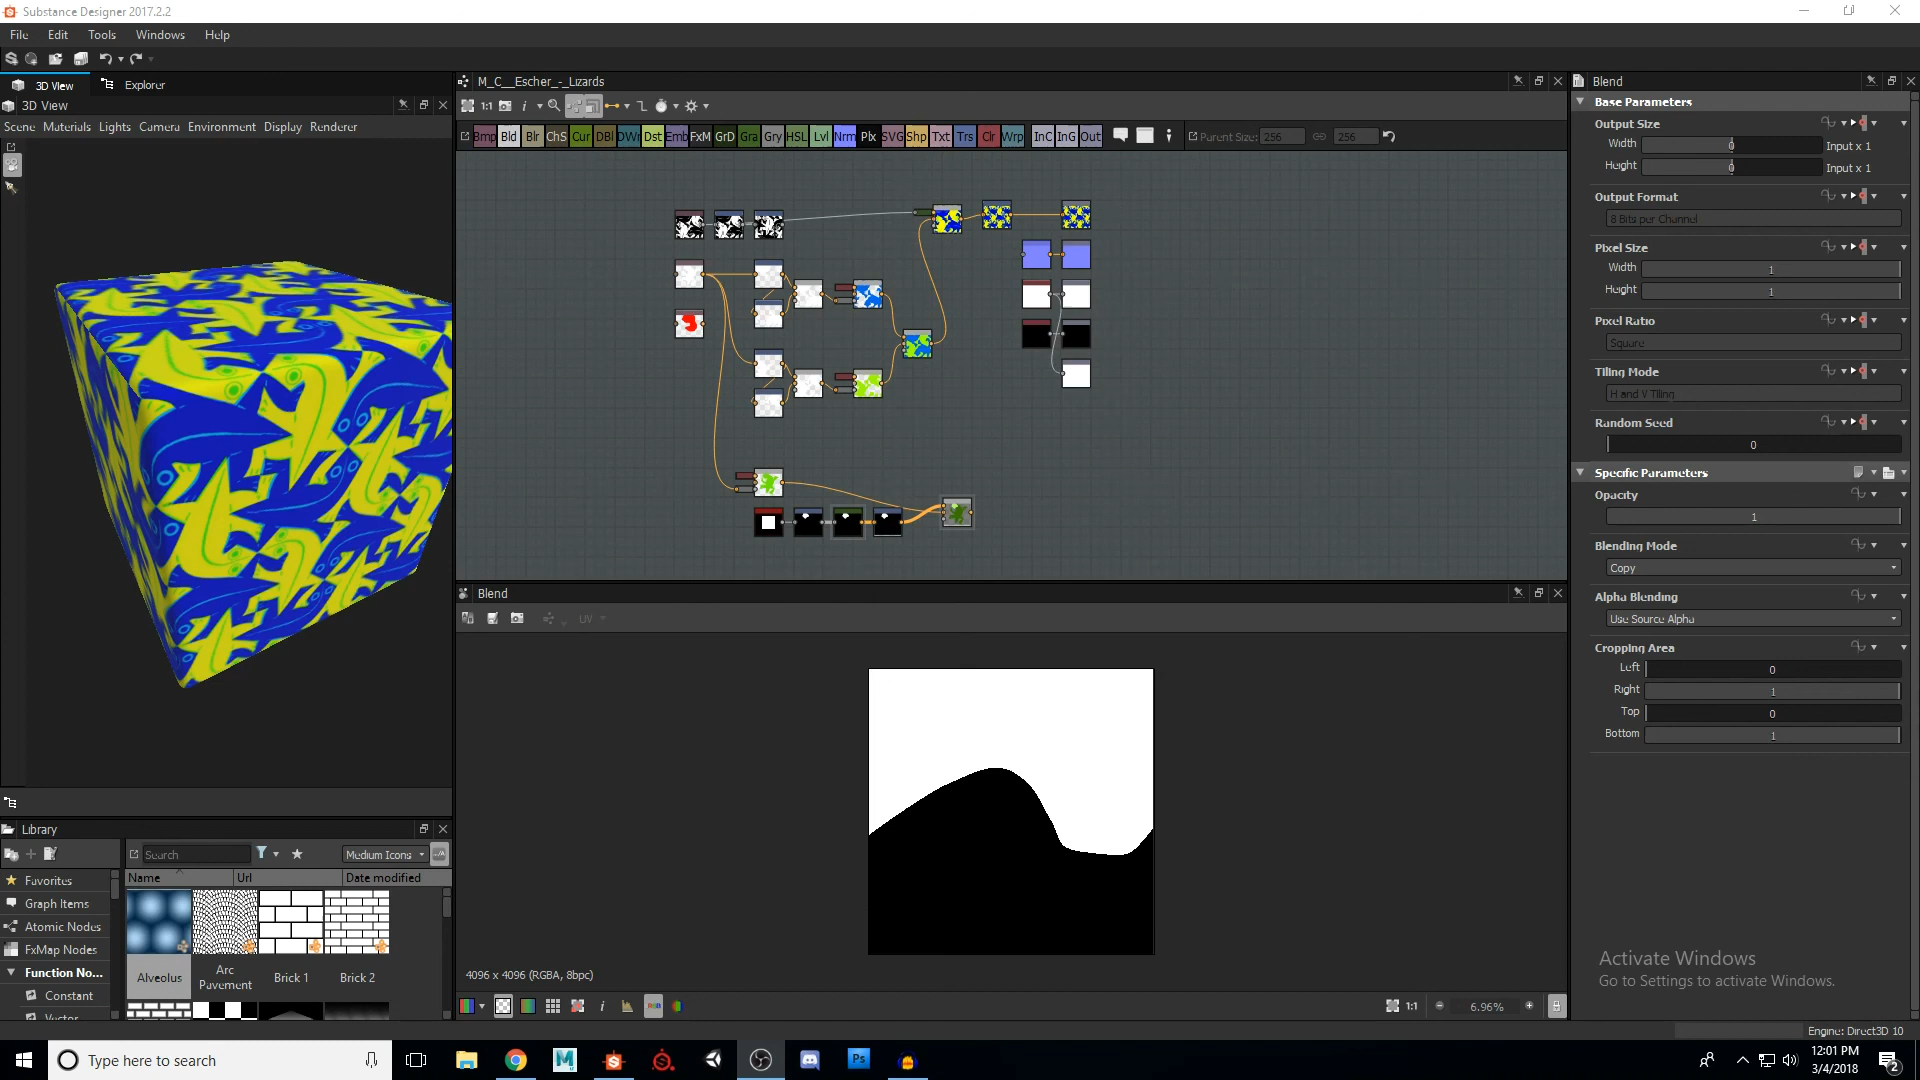 Substance Designer 2017.2.2
File Edit Tools Windows Help
3D View Explorer
3D View
Scene Materials Lights Camera Environment Display Renderer
M_C__Escher_-_Lizards
1:1
Bmp Bld Blr ChS Cur DBl DWr Dst Emb FxM GrD Gra Gry HSL Lvl Nrm Plx SVG Shp Txt Trs Clr Wrp InC InG Out
Parent Size: 256 256
Blend
UV
4096 x 4096 (RGBA, 8bpc)
1:1
6.96%
Library
Search
Medium Icons
Name Url Date modified
Favorites
Graph Items
Atomic Nodes
FxMap Nodes
Function No...
Constant
Vector
Alveolus
Arc Pavement
Brick 1
Brick 2
Blend
Base Parameters
Output Size
Width 0 Input x 1
Height 0 Input x 1
Output Format
8 Bits per Channel
Pixel Size
Width 1
Height 1
Pixel Ratio
Square
Tiling Mode
H and V Tiling
Random Seed
0
Specific Parameters
Opacity
1
Blending Mode
Copy
Alpha Blending
Use Source Alpha
Cropping Area
Left 0
Right 1
Top 0
Bottom 1
Activate Windows
Go to Settings to activate Windows.
Engine: Direct3D 10
Type here to search
Ps
12:01 PM
3/4/2018
2